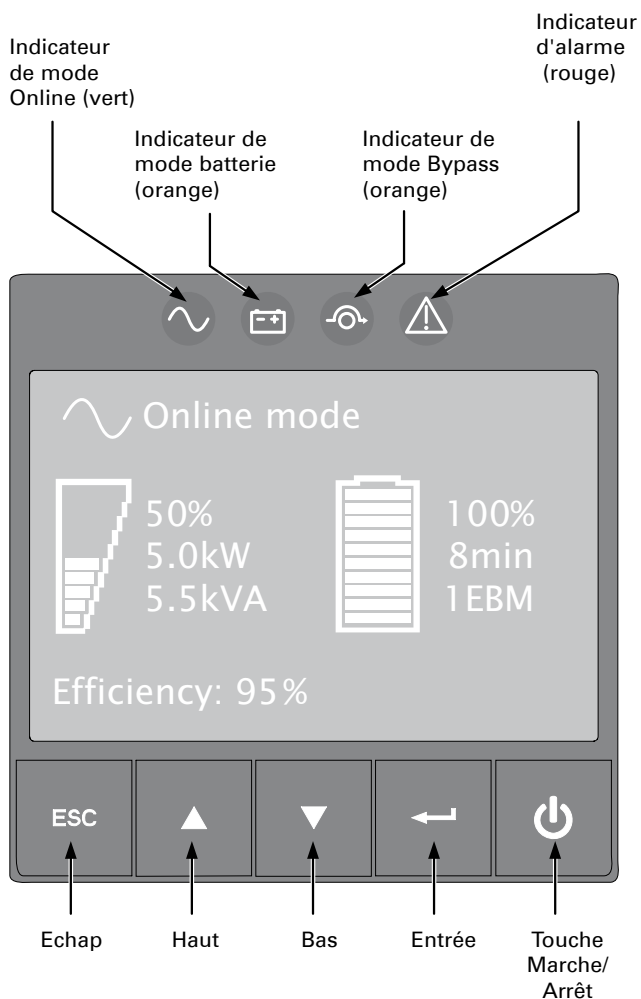 Indicateur
de mode
Online (vert)
Indicateur de
mode batterie
(orange)
Indicateur de
mode Bypass
(orange)
Indicateur
d'alarme
(rouge)
Online mode
50%
5.0kW
5.5kVA
100%
8min
1EBM
Efficiency: 95%
ESC
Echap
Haut
Bas
Entrée
Touche
Marche/
Arrêt